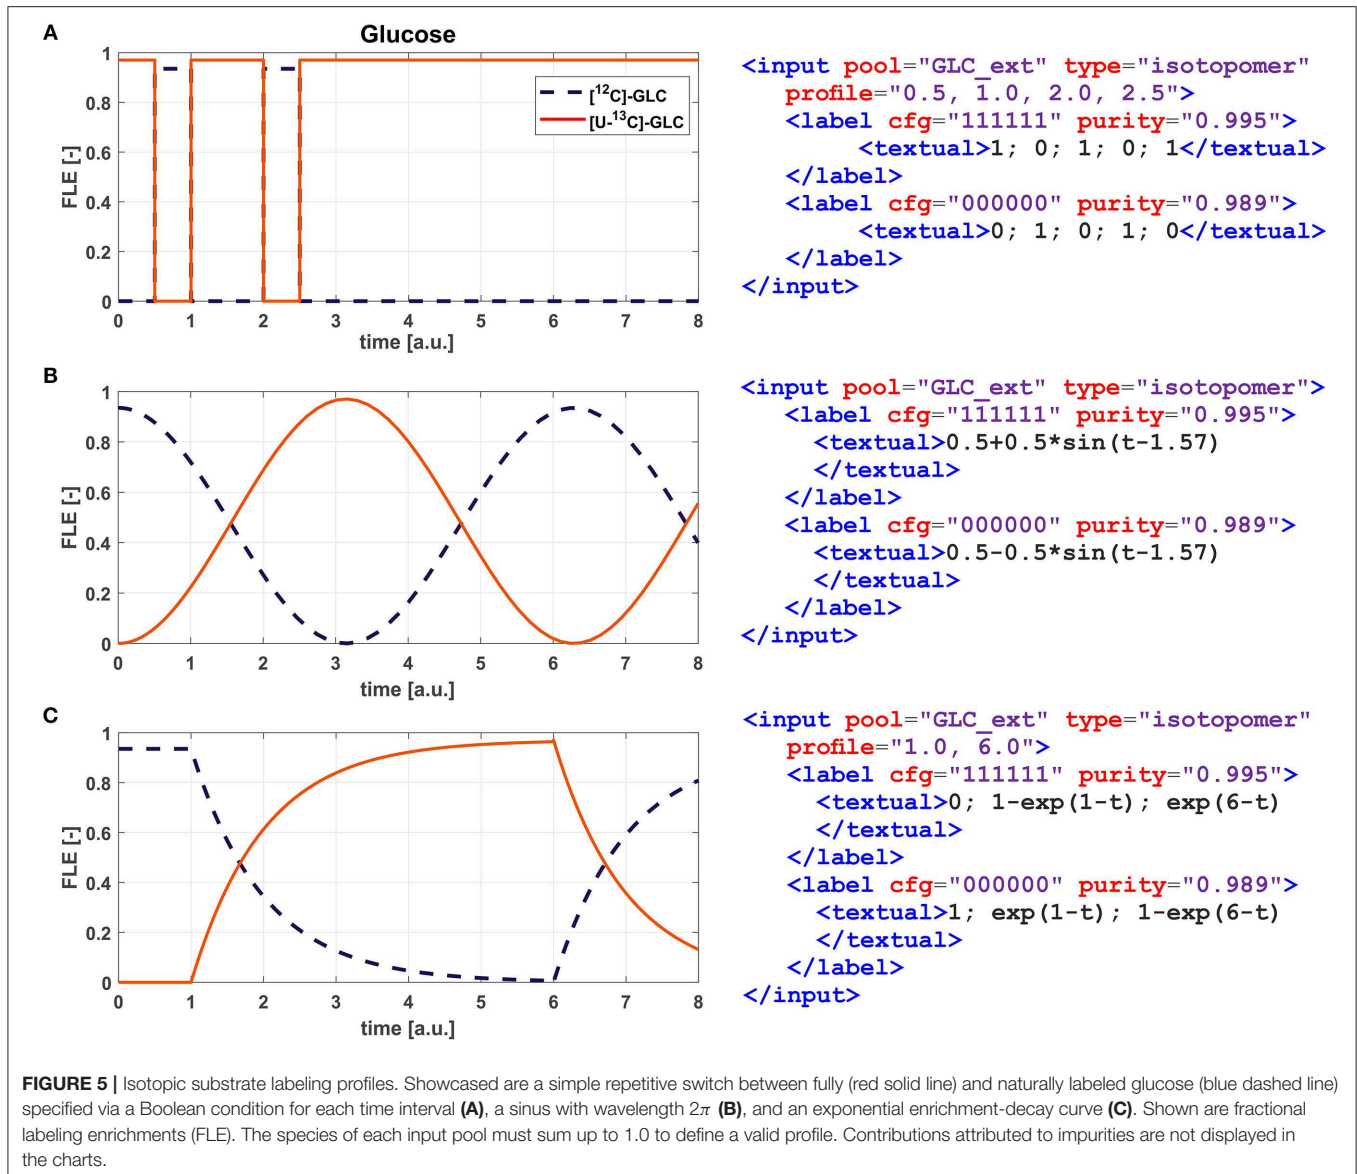 A
Glucose
1
0.8
0.6
0.4
0.2
0
FLE [-]
[¹²C]-GLC
[U-¹³C]-GLC
0 1 2 3 4 5 6 7 8
time [a.u.]
<input pool="GLC_ext" type="isotopomer"
profile="0.5, 1.0, 2.0, 2.5">
<label cfg="111111" purity="0.995">
<textual>1; 0; 1; 0; 1</textual>
</label>
<label cfg="000000" purity="0.989">
<textual>0; 1; 0; 1; 0</textual>
</label>
</input>
B
1
0.8
0.6
0.4
0.2
0
FLE [-]
0 1 2 3 4 5 6 7 8
time [a.u.]
<input pool="GLC_ext" type="isotopomer">
<label cfg="111111" purity="0.995">
<textual>0.5+0.5*sin(t-1.57)
</textual>
</label>
<label cfg="000000" purity="0.989">
<textual>0.5-0.5*sin(t-1.57)
</textual>
</label>
</input>
C
1
0.8
0.6
0.4
0.2
0
FLE [-]
0 1 2 3 4 5 6 7 8
time [a.u.]
<input pool="GLC_ext" type="isotopomer"
profile="1.0, 6.0">
<label cfg="111111" purity="0.995">
<textual>0; 1-exp(1-t); exp(6-t)
</textual>
</label>
<label cfg="000000" purity="0.989">
<textual>1; exp(1-t); 1-exp(6-t)
</textual>
</label>
</input>
FIGURE 5 | Isotopic substrate labeling profiles. Showcased are a simple repetitive switch between fully (red solid line) and naturally labeled glucose (blue dashed line)
specified via a Boolean condition for each time interval (A), a sinus with wavelength 2π (B), and an exponential enrichment-decay curve (C). Shown are fractional
labeling enrichments (FLE). The species of each input pool must sum up to 1.0 to define a valid profile. Contributions attributed to impurities are not displayed in
the charts.